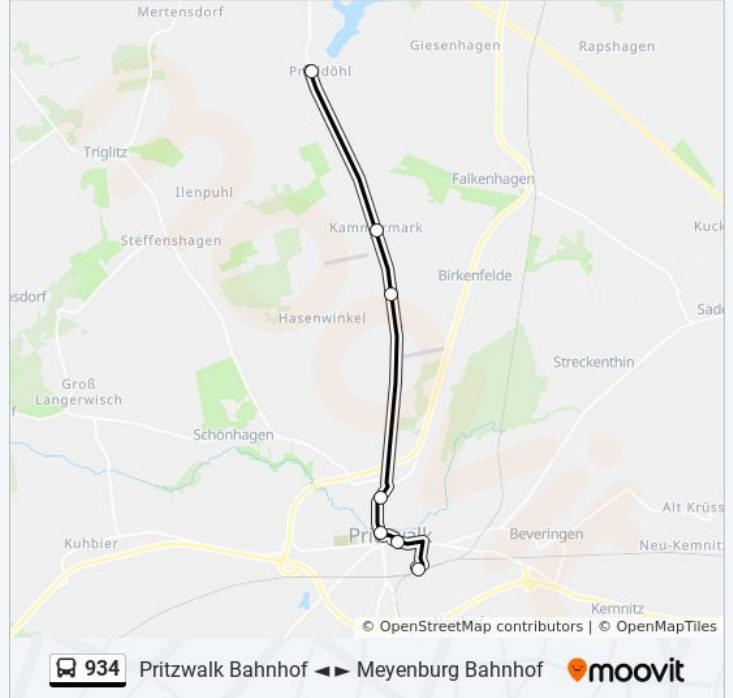 Mertensdorf
Giesenhagen
Rapshagen
Triglitz
Falkenhagen
Ilenpuhl
Kuck
Steffenshagen
Birkenfelde
Hasenwinkel
Streckenthin
Groß
Langerwisch
Schönhagen
Alt Krüss
Kuhbier
Beveringen
Neu-Kemnitz
Kemnitz
© OpenStreetMap contributors | © OpenMapTiles
934 Pritzwalk Bahnhof ◄ ► Meyenburg Bahnhof moovit